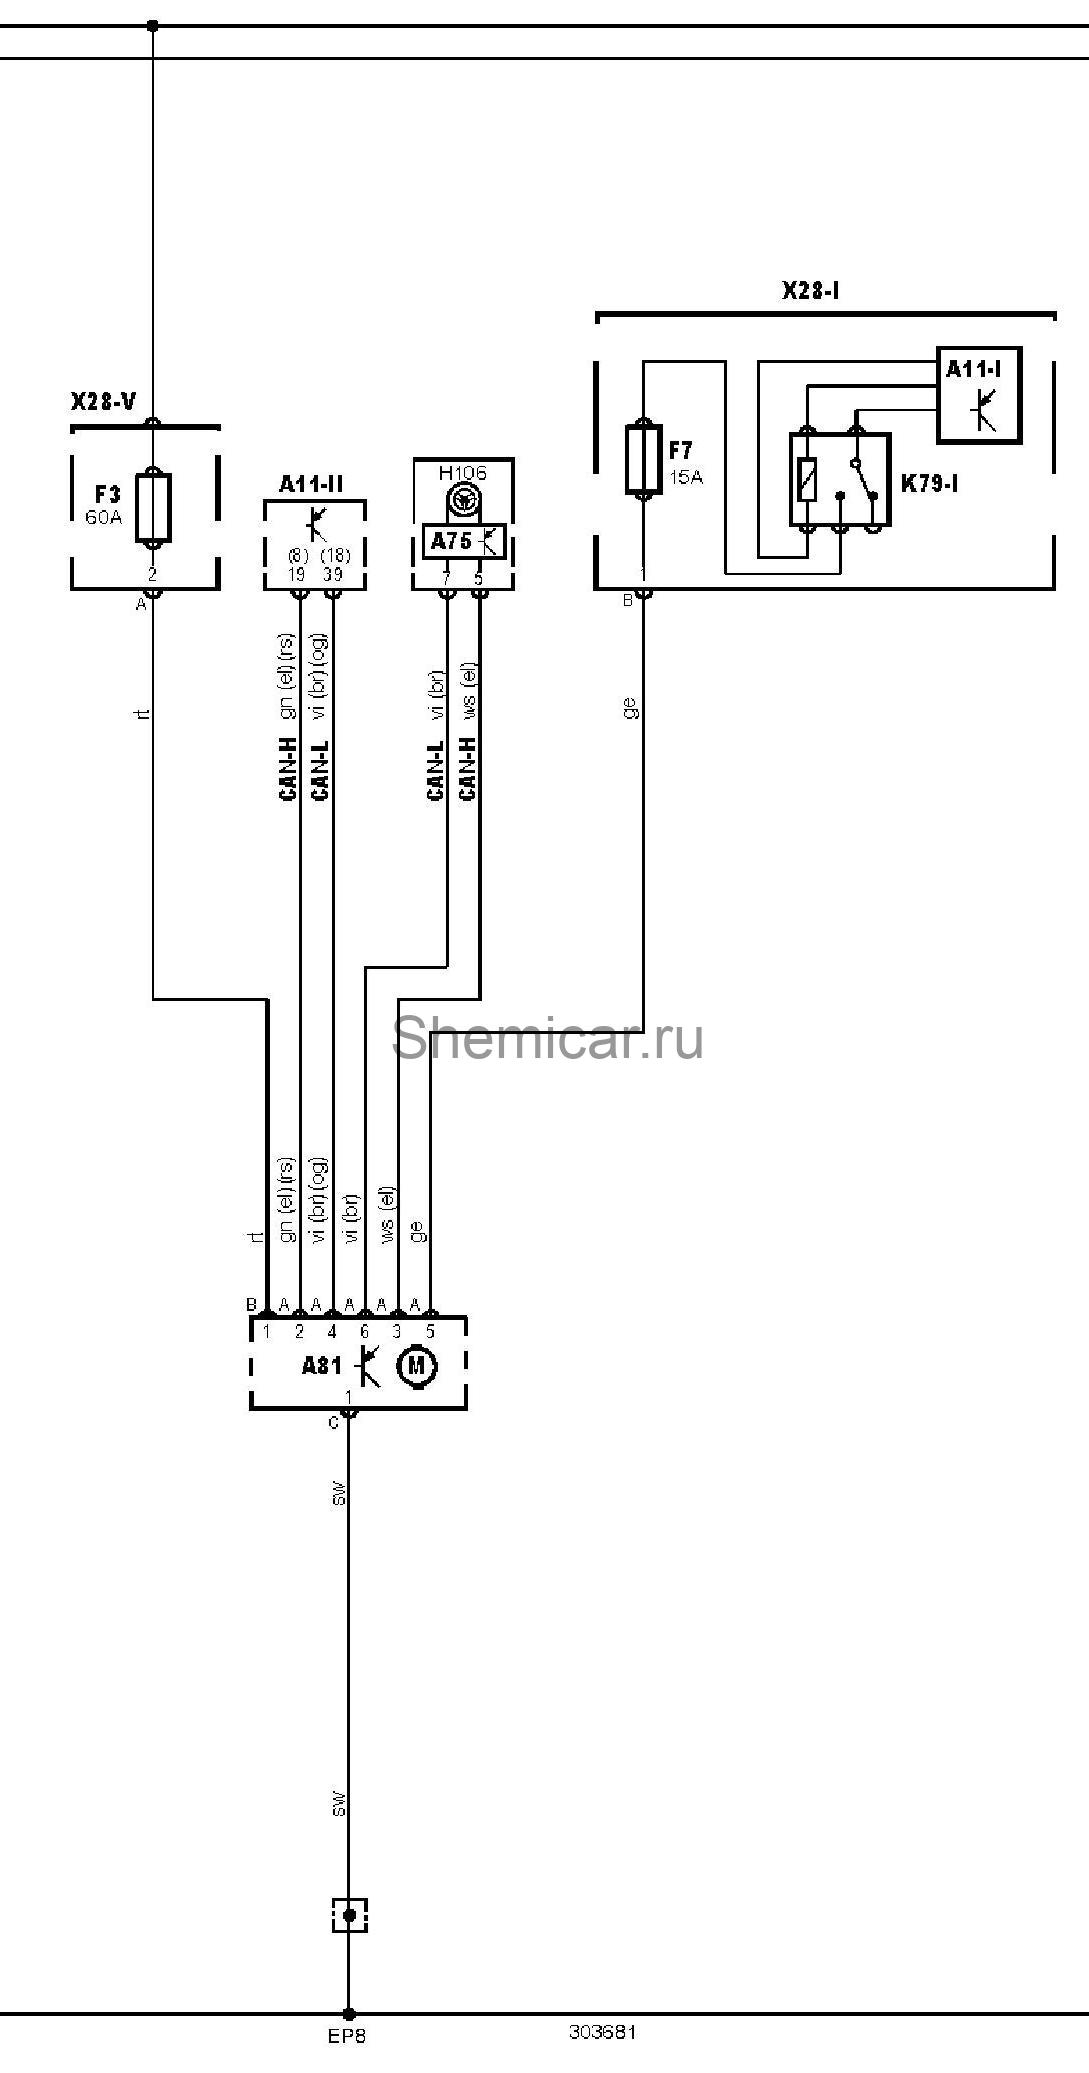 X28-I
A11-I
X28-V
F7
15A
H106
K79-I
A11-II
F3
60A
A75
(8) (18)
19 39
2
7 5
1
A
B
gn (el)(rs)
vi (br)(og)
vi (br)
ws (el)
rt
ge
CAN-H
CAN-L
CAN-L
CAN-H
Shemicar.ru
rt
gn (el)(rs)
vi (br)(og)
vi (br)
ws (el)
ge
B A A A A A
1 2 4 6 3 5
A81
M
1
C
sw
sw
EP8
303681